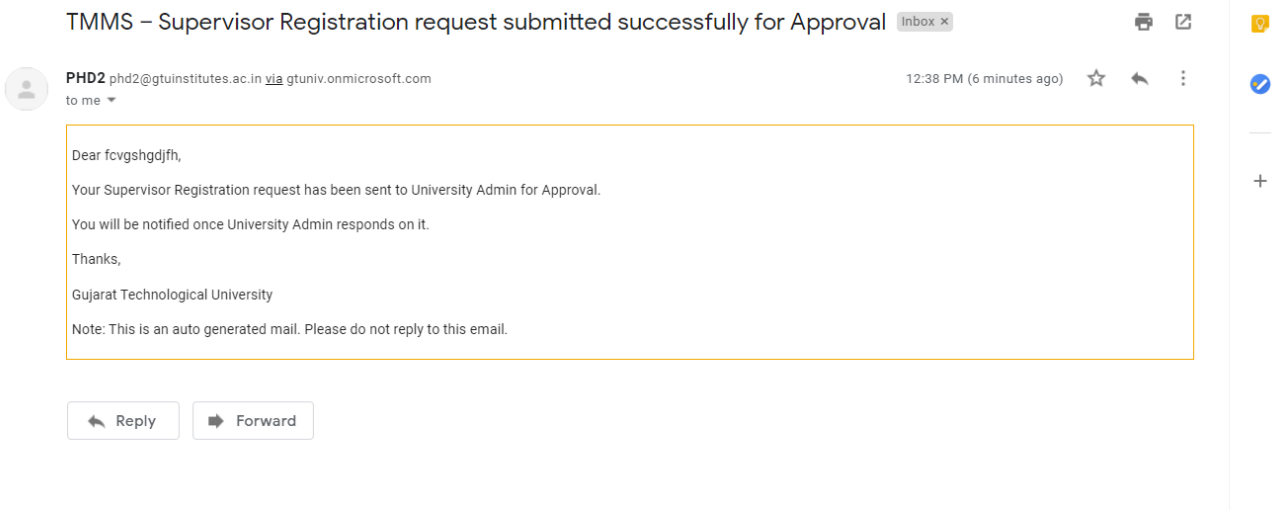 TMMS – Supervisor Registration request submitted successfully for Approval Inbox ×
PHD2 phd2@gtuinstitutes.ac.in via gtuniv.onmicrosoft.com 12:38 PM (6 minutes ago)
to me
Dear fcvgshgdjfh,
Your Supervisor Registration request has been sent to University Admin for Approval.
You will be notified once University Admin responds on it.
Thanks,
Gujarat Technological University
Note: This is an auto generated mail. Please do not reply to this email.
Reply Forward